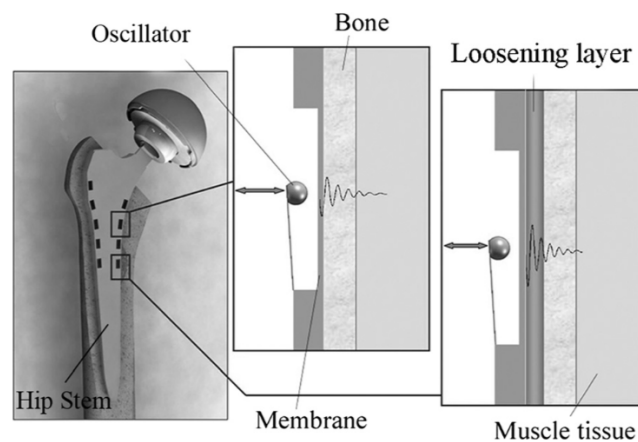 Oscillator
Bone
Loosening layer
Hip Stem
Membrane
Muscle tissue